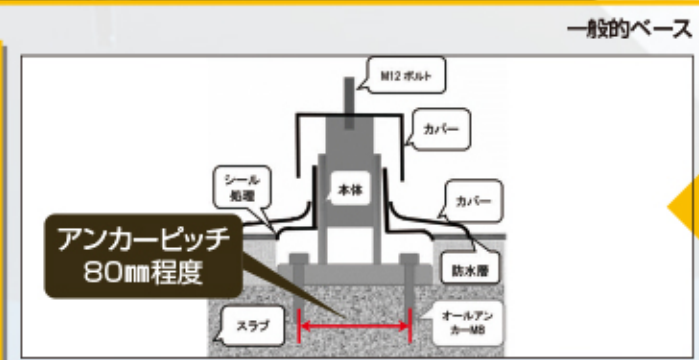 一般的ベース
M12 ボルト
カバー
シール
処理
本体
カバー
アンカーピッチ
80㎜程度
防水層
スラブ
オールアン
カーM8